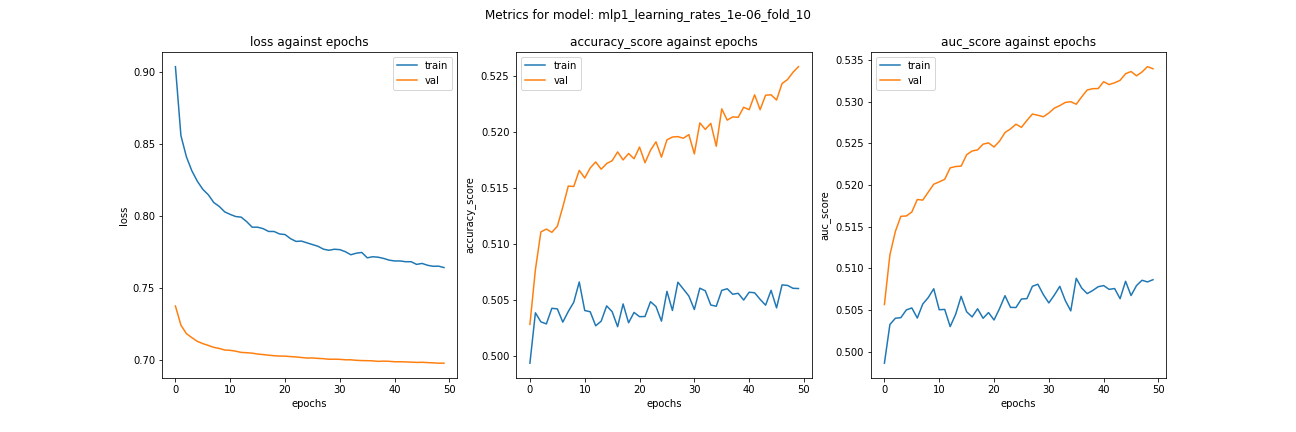 Metrics for model: mlp1_learning_rates_1e-06_fold_10
loss against epochs
train
val
loss
0.90
0.85
0.80
0.75
0.70
0
10
20
30
40
50
epochs
accuracy_score against epochs
train
val
accuracy_score
0.525
0.520
0.515
0.510
0.505
0.500
0
10
20
30
40
50
epochs
auc_score against epochs
train
val
auc_score
0.535
0.530
0.525
0.520
0.515
0.510
0.505
0.500
0
10
20
30
40
50
epochs